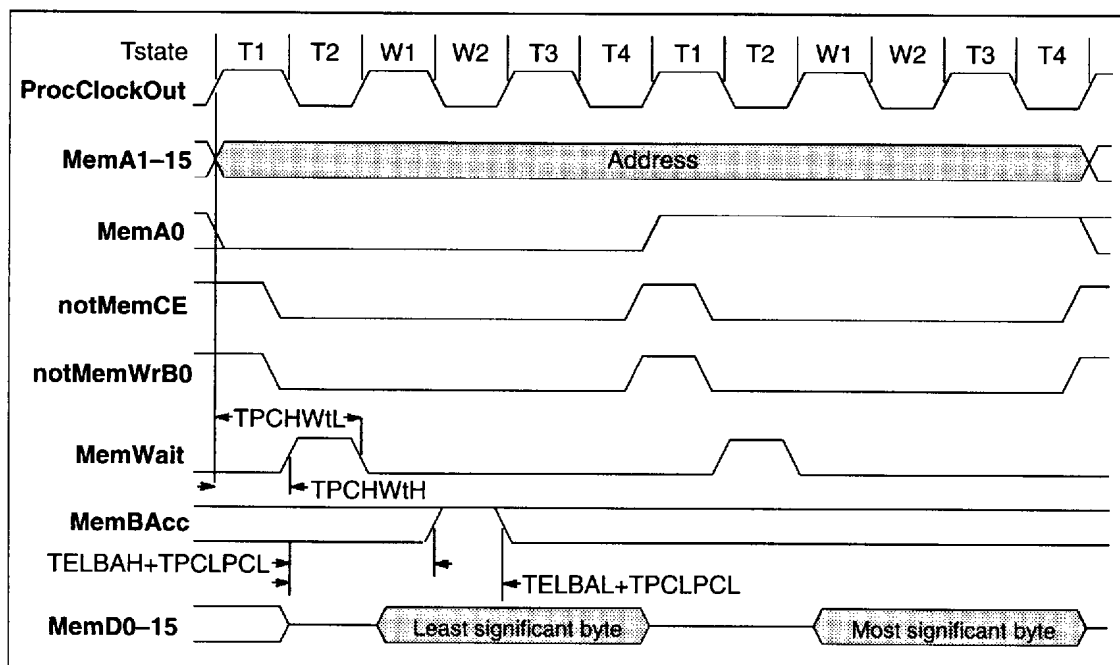 Tstate T1 T2 W1 W2 T3 T4 T1 T2 W1 W2 T3 T4
ProcClockOut
MemA1–15 Address
MemA0
notMemCE
notMemWrB0
TPCHWtL
MemWait
TPCHWtH
MemBAcc
TELBAH+TPCLPCL
TELBAL+TPCLPCL
MemD0–15 Least significant byte Most significant byte